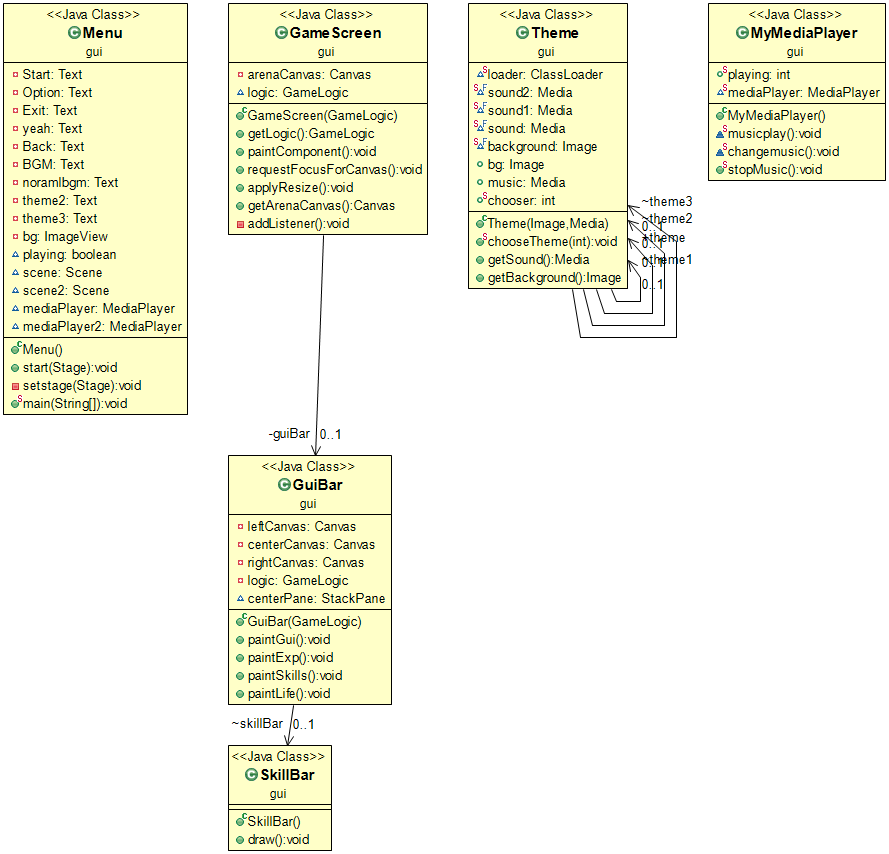 <<Java Class>>
Menu
gui
Start: Text
Option: Text
Exit: Text
yeah: Text
Back: Text
BGM: Text
noramlbgm: Text
theme2: Text
theme3: Text
bg: ImageView
playing: boolean
scene: Scene
scene2: Scene
mediaPlayer: MediaPlayer
mediaPlayer2: MediaPlayer
Menu()
start(Stage):void
setstage(Stage):void
main(String[]):void
<<Java Class>>
GameScreen
gui
arenaCanvas: Canvas
logic: GameLogic
GameScreen(GameLogic)
getLogic():GameLogic
paintComponent():void
requestFocusForCanvas():void
applyResize():void
getArenaCanvas():Canvas
addListener():void
<<Java Class>>
Theme
gui
loader: ClassLoader
sound2: Media
sound1: Media
sound: Media
background: Image
bg: Image
music: Media
chooser: int
Theme(Image,Media)
chooseTheme(int):void
getSound():Media
getBackground():Image
~theme3
0..1
~theme2
0..1
~theme
0..1
~theme1
0..1
<<Java Class>>
MyMediaPlayer
gui
playing: int
mediaPlayer: MediaPlayer
MyMediaPlayer()
musicplay():void
changemusic():void
stopMusic():void
-guiBar 0..1
<<Java Class>>
GuiBar
gui
leftCanvas: Canvas
centerCanvas: Canvas
rightCanvas: Canvas
logic: GameLogic
centerPane: StackPane
GuiBar(GameLogic)
paintGui():void
paintExp():void
paintSkills():void
paintLife():void
~skillBar 0..1
<<Java Class>>
SkillBar
gui
SkillBar()
draw():void